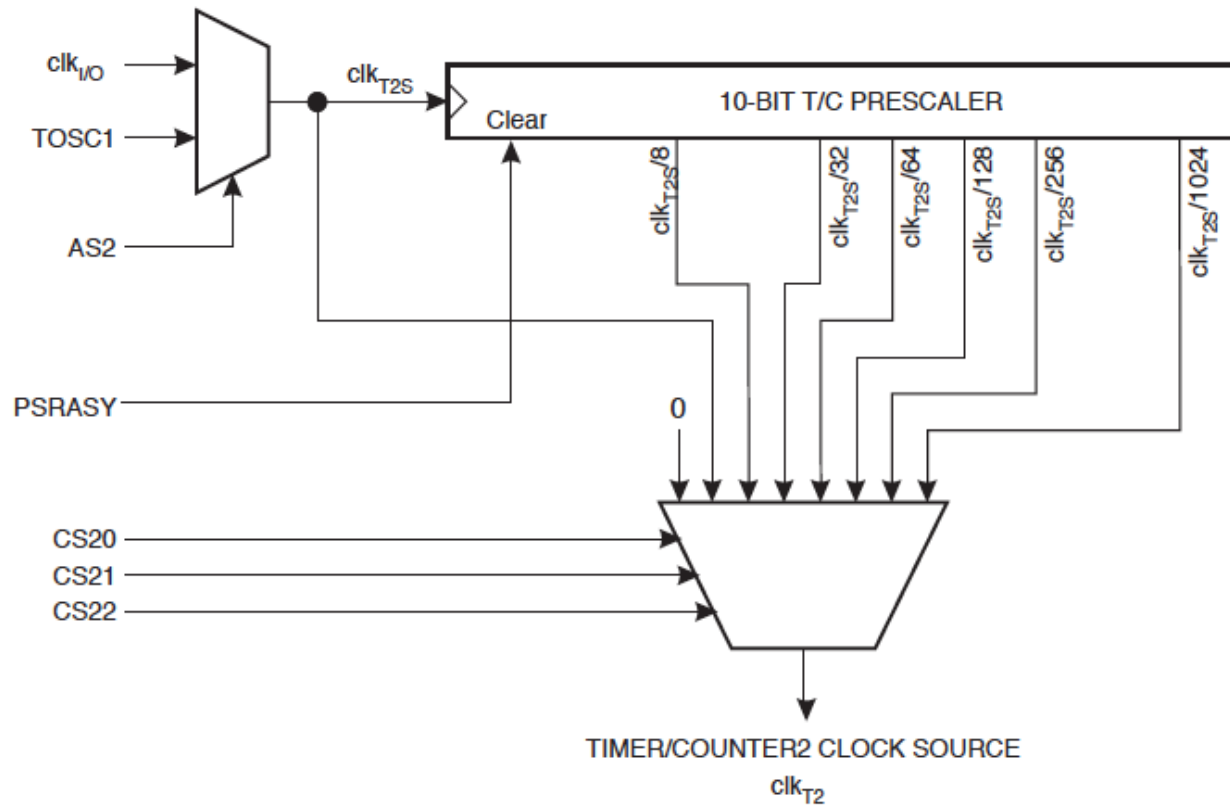 clkI/O
TOSC1
AS2
clkT2S
10-BIT T/C PRESCALER
Clear
clkT2S/8
clkT2S/32
clkT2S/64
clkT2S/128
clkT2S/256
clkT2S/1024
PSRASY
0
CS20
CS21
CS22
TIMER/COUNTER2 CLOCK SOURCE
clkT2